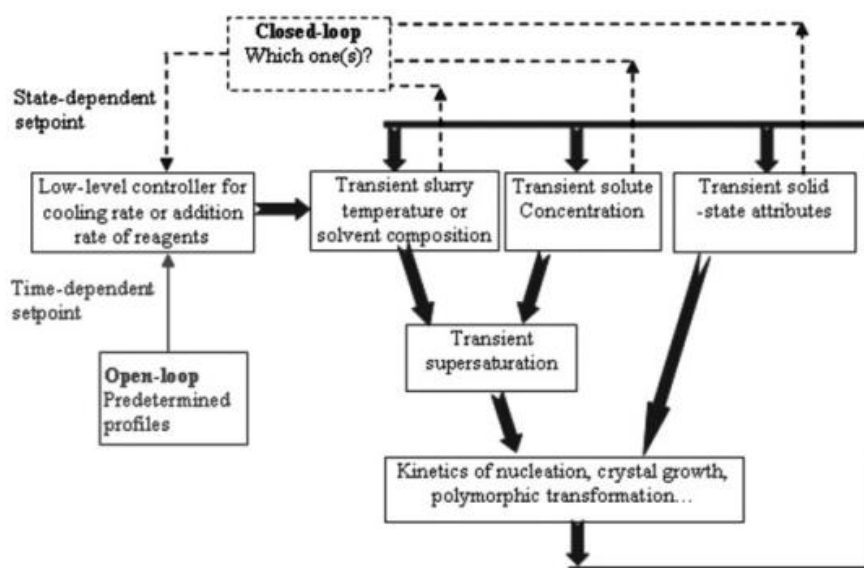 Closed-loop
Which one(s)?
State-dependent
setpoint
Low-level controller for
cooling rate or addition
rate of reagents
Transient slurry
temperature or
solvent composition
Transient solute
Concentration
Transient solid
-state attributes
Time-dependent
setpoint
Open-loop
Predetermined
profiles
Transient
supersaturation
Kinetics of nucleation, crystal growth,
polymorphic transformation...